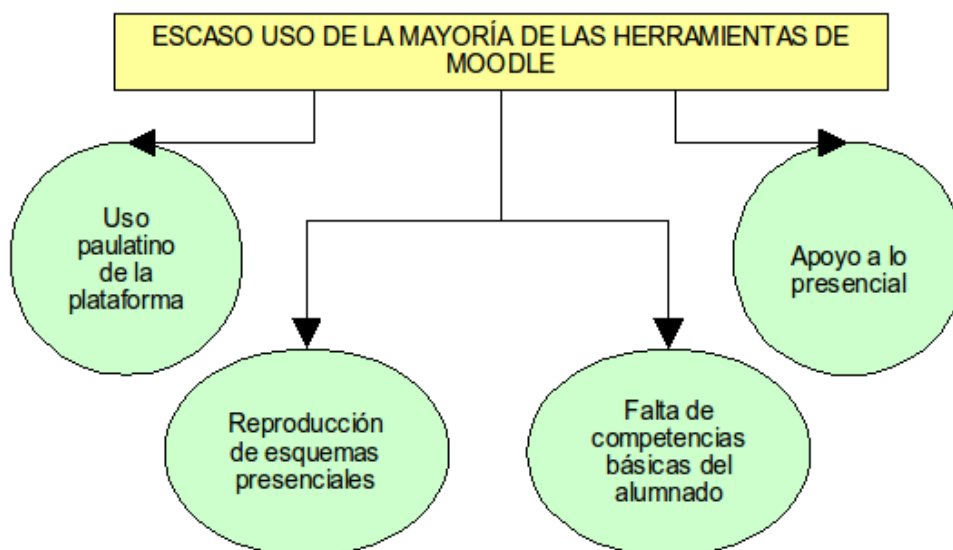 ESCASO USO DE LA MAYORÍA DE LAS HERRAMIENTAS DE
MOODLE
Uso
paulatino
de la
plataforma
Apoyo a lo
presencial
Reproducción
de esquemas
presenciales
Falta de
competencias
básicas del
alumnado